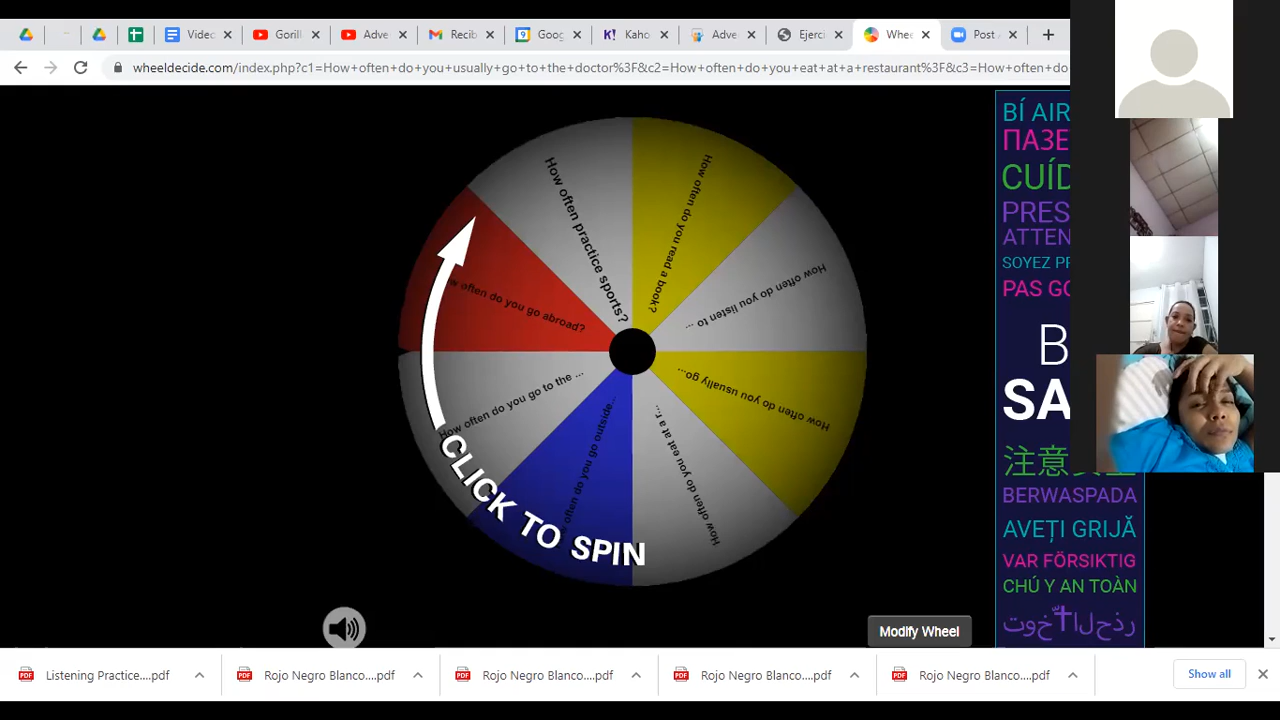 Video
Gorill
Adve
Recib
Goog
Kaho
Adve
Ejerci
Whe
Post A
wheeldecide.com/index.php?c1=How+often+do+you+usually+go+to+the+doctor%3F&c2=How+often+do+you+eat+at+a+restaurant%3F&c3=How+often+do
How often practice sports?
How often do you read a book?
How often do you listen to ...
How often do you usually go...
How often do you eat at a r...
often do you go outside...
How often do you go to the ...
often do you go abroad?
CLICK TO SPIN
Modify Wheel
BÍ AIR
ПАЗЕ
CUÍD
PRES
ATTEN
SOYEZ PR
PAS GO
B
SA
注意
BERWASPADA
AVEȚI GRIJĂ
VAR FÖRSIKTIG
CHÚ Ý AN TOÀN
Listening Practice....pdf
Rojo Negro Blanco....pdf
Rojo Negro Blanco....pdf
Rojo Negro Blanco....pdf
Rojo Negro Blanco....pdf
Show all